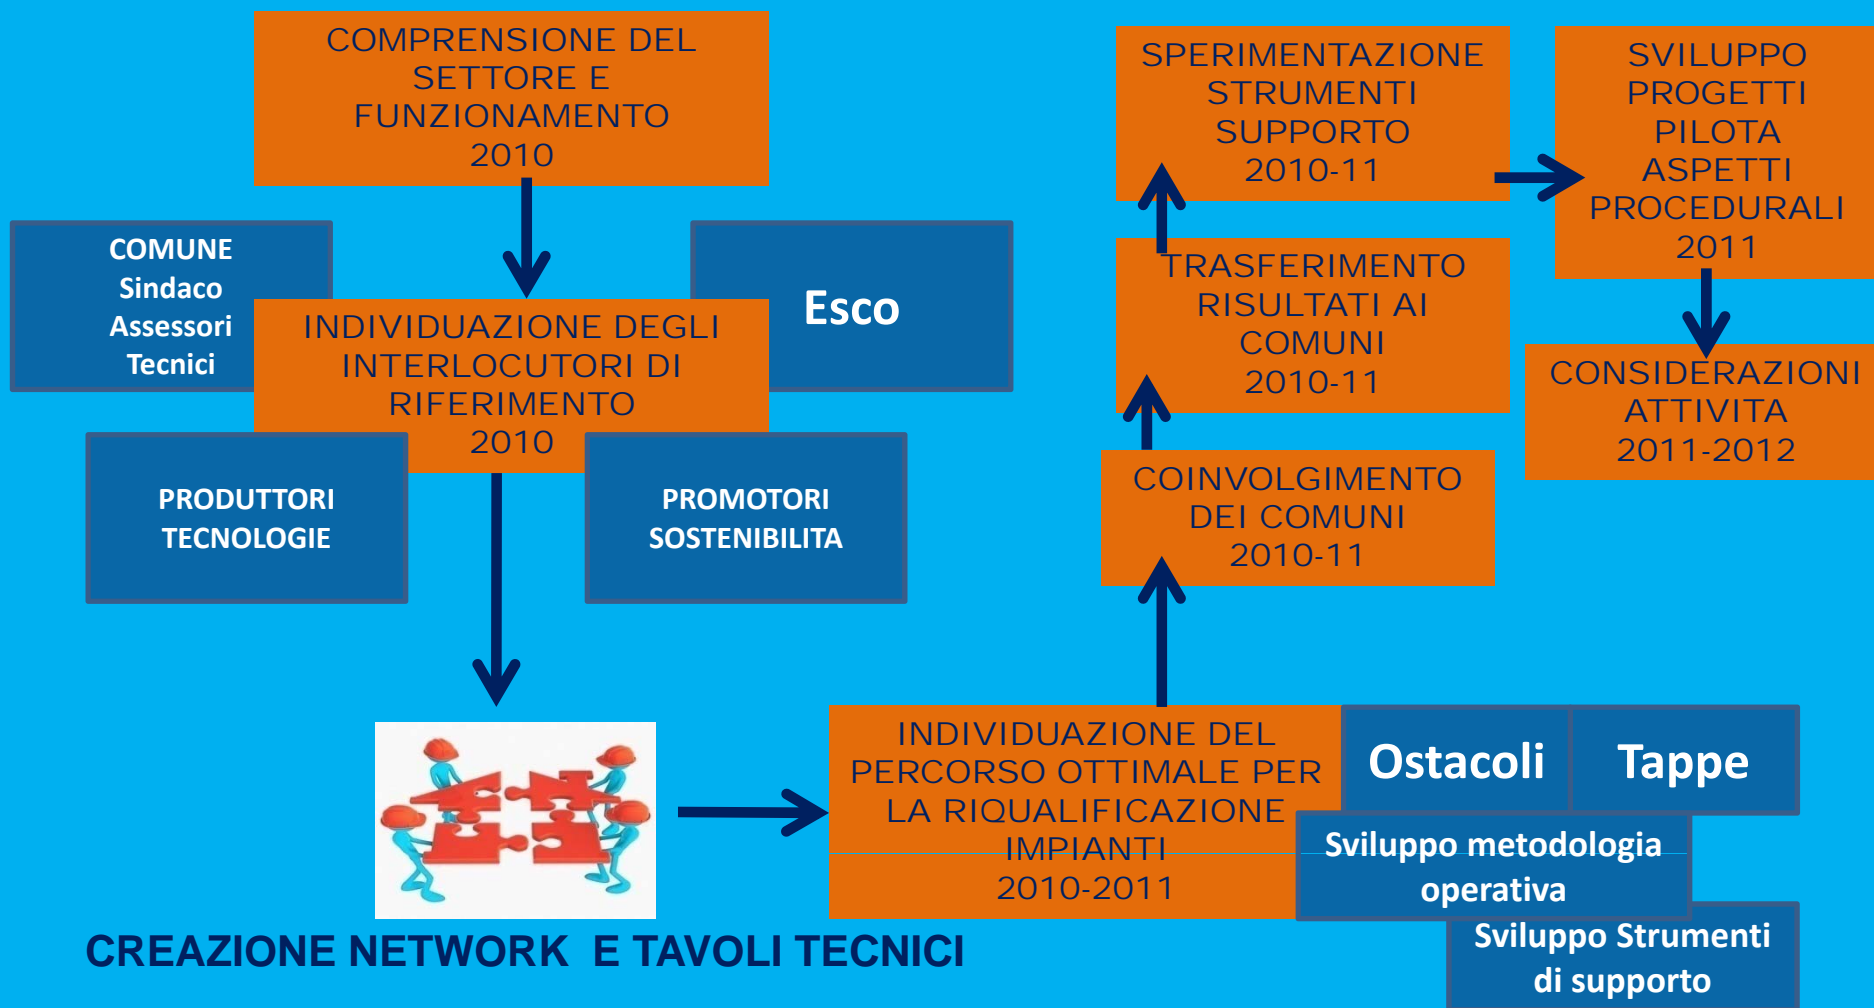 COMPRENSIONE DEL
SETTORE E
FUNZIONAMENTO
2010
COMUNE
Sindaco
Assessori
Tecnici
Esco
INDIVIDUAZIONE DEGLI
INTERLOCUTORI DI
RIFERIMENTO
2010
PRODUTTORI
TECNOLOGIE
PROMOTORI
SOSTENIBILITA
CREAZIONE NETWORK E TAVOLI TECNICI
INDIVIDUAZIONE DEL
PERCORSO OTTIMALE PER
LA RIQUALIFICAZIONE
IMPIANTI
2010-2011
Ostacoli
Tappe
Sviluppo metodologia
operativa
Sviluppo Strumenti
di supporto
COINVOLGIMENTO
DEI COMUNI
2010-11
TRASFERIMENTO
RISULTATI AI
COMUNI
2010-11
SPERIMENTAZIONE
STRUMENTI
SUPPORTO
2010-11
SVILUPPO
PROGETTI
PILOTA
ASPETTI
PROCEDURALI
2011
CONSIDERAZIONI
ATTIVITA
2011-2012